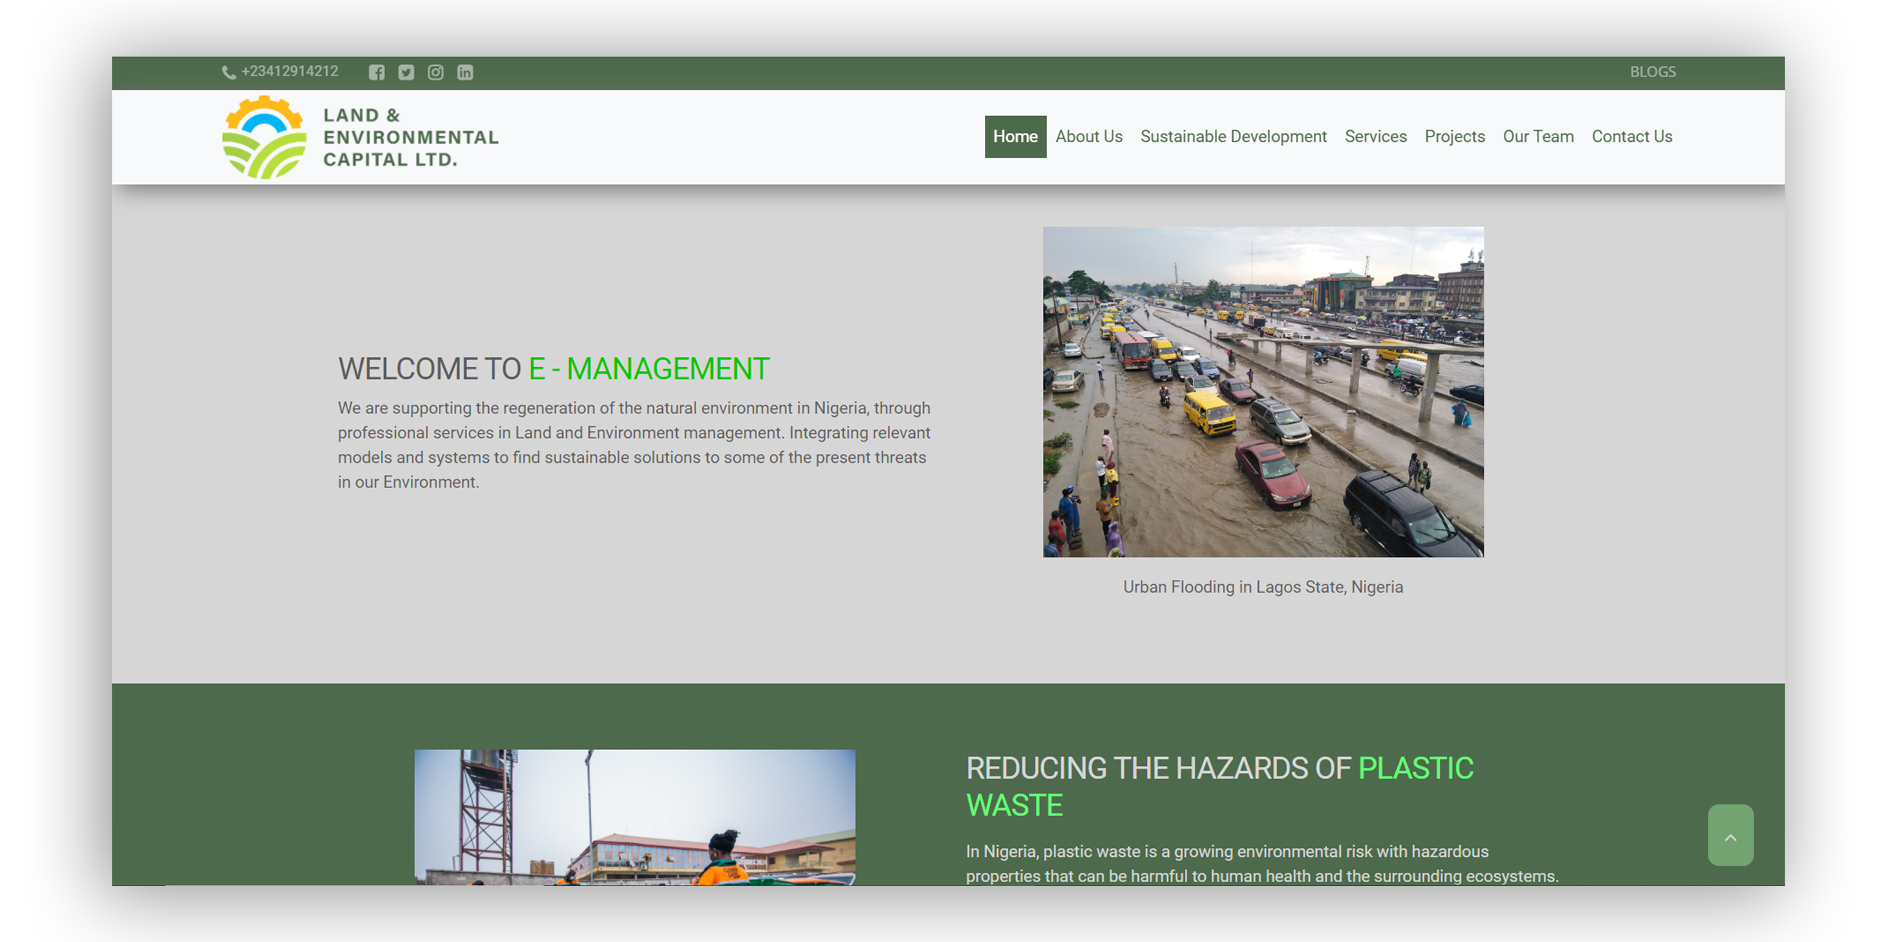 +23412914212
BLOGS
LAND &
ENVIRONMENTAL
CAPITAL LTD.
Home About Us Sustainable Development Services Projects Our Team Contact Us
WELCOME TO E - MANAGEMENT
We are supporting the regeneration of the natural environment in Nigeria, through
professional services in Land and Environment management. Integrating relevant
models and systems to find sustainable solutions to some of the present threats
in our Environment.
Urban Flooding in Lagos State, Nigeria
REDUCING THE HAZARDS OF PLASTIC
WASTE
In Nigeria, plastic waste is a growing environmental risk with hazardous
properties that can be harmful to human health and the surrounding ecosystems.